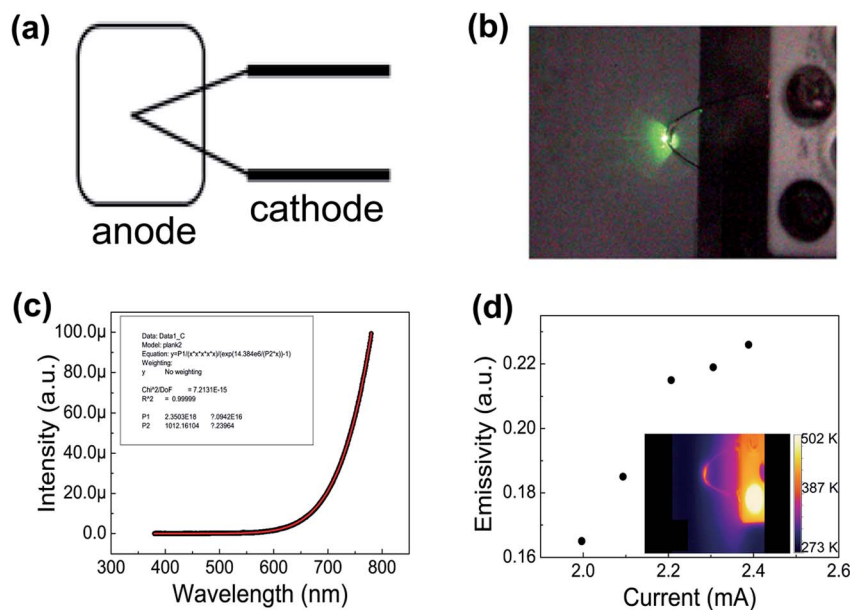 (a)
anode
cathode
(b)
(c)
100.0µ
80.0µ
60.0µ
40.0µ
20.0µ
0.0
Intensity (a.u.)
Data: Data1_C
Model: plank2
Equation: y=P1/(x*x*x*x*x)/(exp(14.384e6/(P2*x))-1)
Weighting:
y No weighting
Chi^2/DoF = 7.2131E-15
R^2 = 0.99999
P1 2.3503E18 ?.0942E16
P2 1012.16104 ?.23964
300 400 500 600 700 800
Wavelength (nm)
(d)
0.22
0.20
0.18
0.16
Emissivity (a.u.)
502 K
387 K
273 K
2.0 2.2 2.4 2.6
Current (mA)